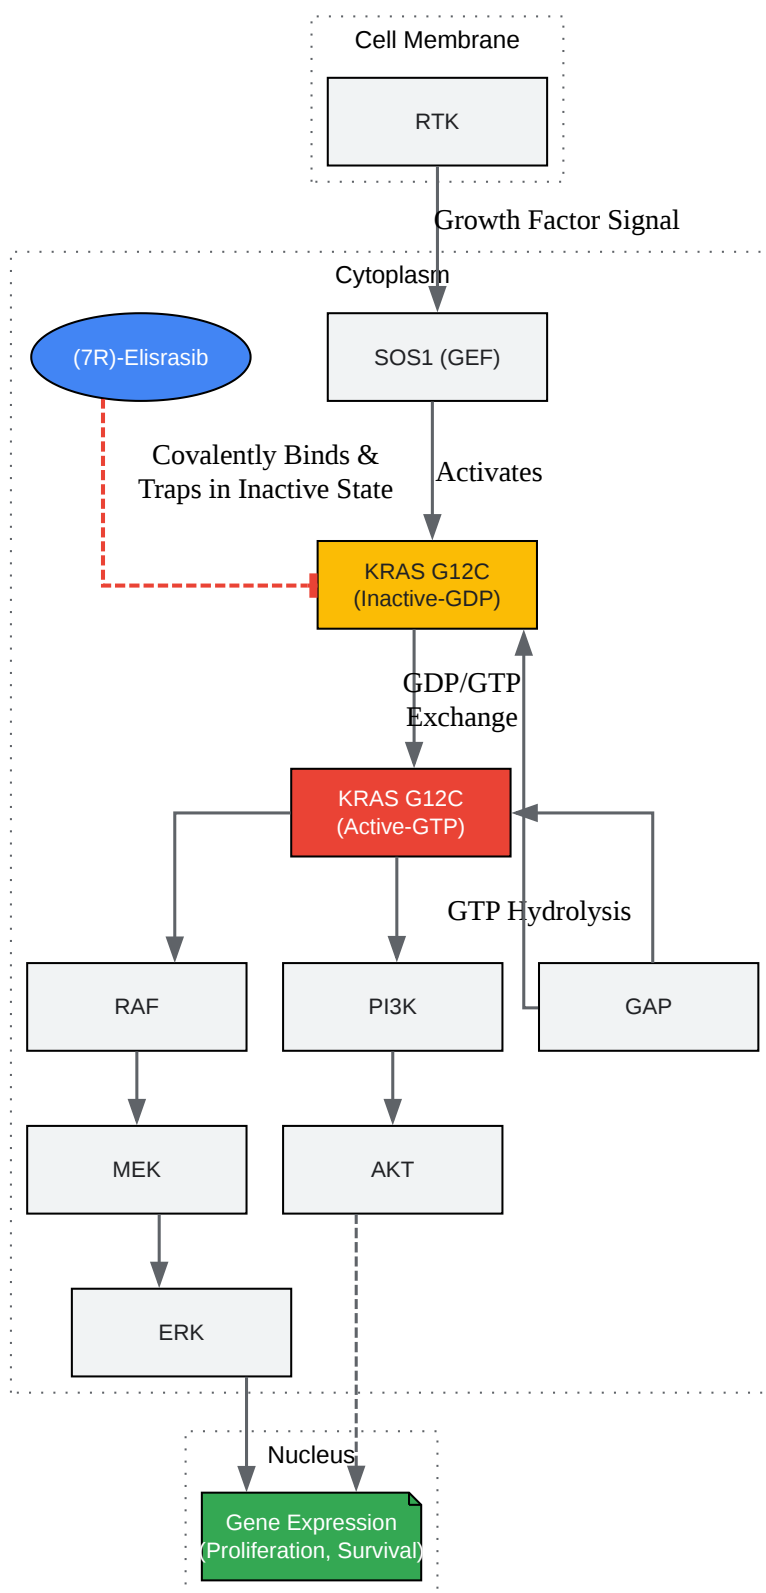 Cell Membrane
RTK
Growth Factor Signal
Cytoplasm
(7R)-Elisrasib
SOS1 (GEF)
Covalently Binds &
Traps in Inactive State
Activates
KRAS G12C
(Inactive-GDP)
GDP/GTP
Exchange
KRAS G12C
(Active-GTP)
GTP Hydrolysis
RAF
PI3K
GAP
MEK
AKT
ERK
Nucleus
Gene Expression
(Proliferation, Survival)